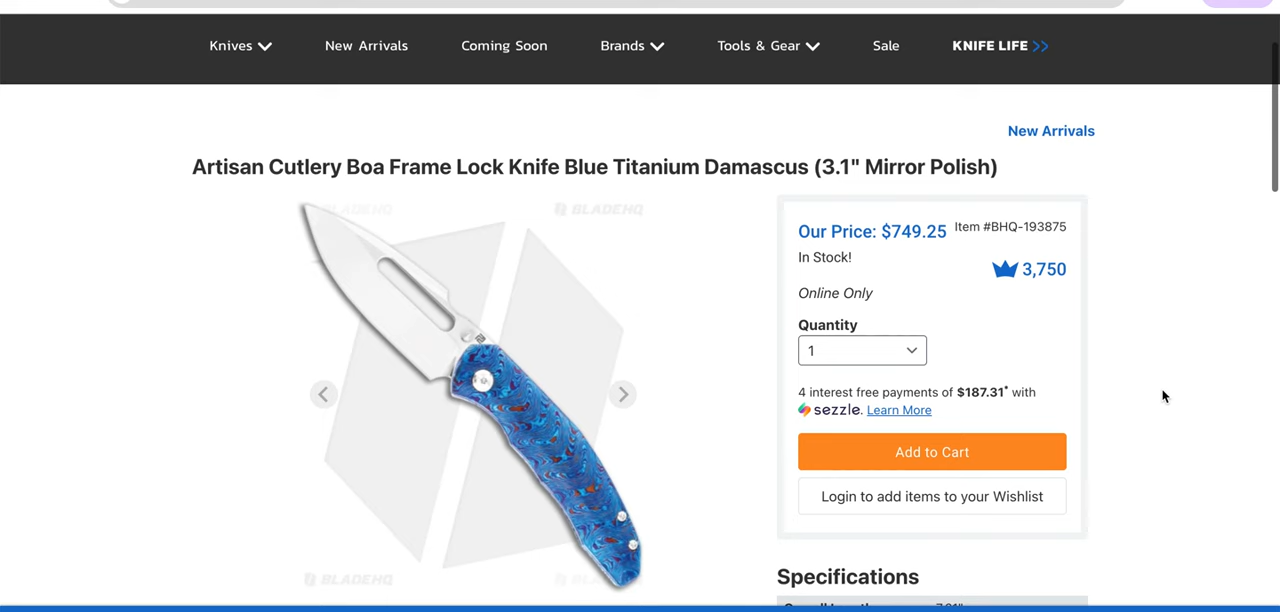 Knives
New Arrivals
Coming Soon
Brands
Tools & Gear
Sale
KNIFE LIFE >>
New Arrivals
Artisan Cutlery Boa Frame Lock Knife Blue Titanium Damascus (3.1" Mirror Polish)
BLADEHQ
BLADEHQ
Our Price: $749.25
Item #BHQ-193875
In Stock!
3,750
Online Only
Quantity
1
4 interest free payments of $187.31* with
sezzle. Learn More
Add to Cart
Login to add items to your Wishlist
BLADEHQ
Specifications